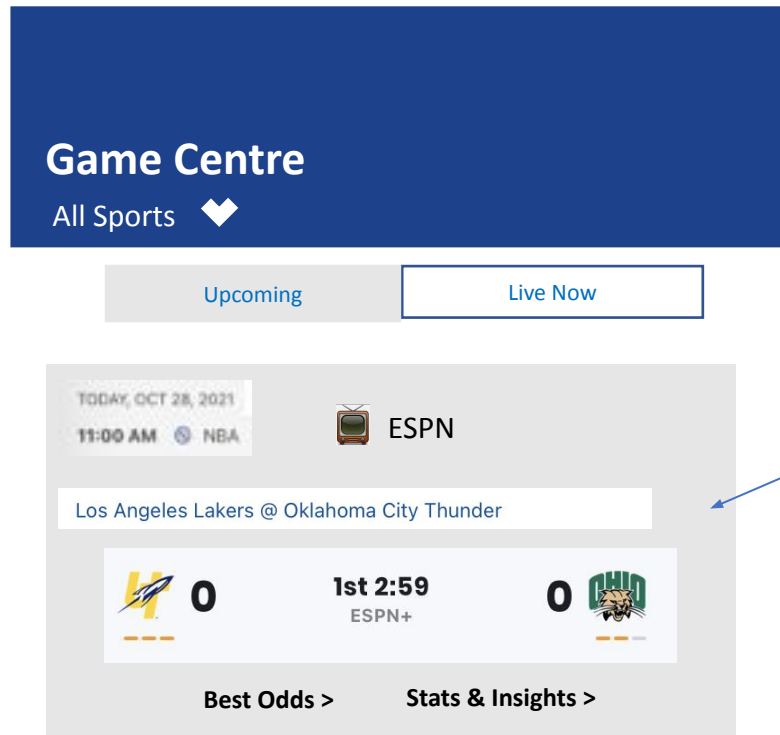 Game Centre
All Sports
Upcoming
Live Now
TODAY, OCT 28, 2021
11:00 AM NBA
ESPN
Los Angeles Lakers @ Oklahoma City Thunder
0
1st 2:59
ESPN+
0
OHIO
Best Odds >
Stats & Insights >